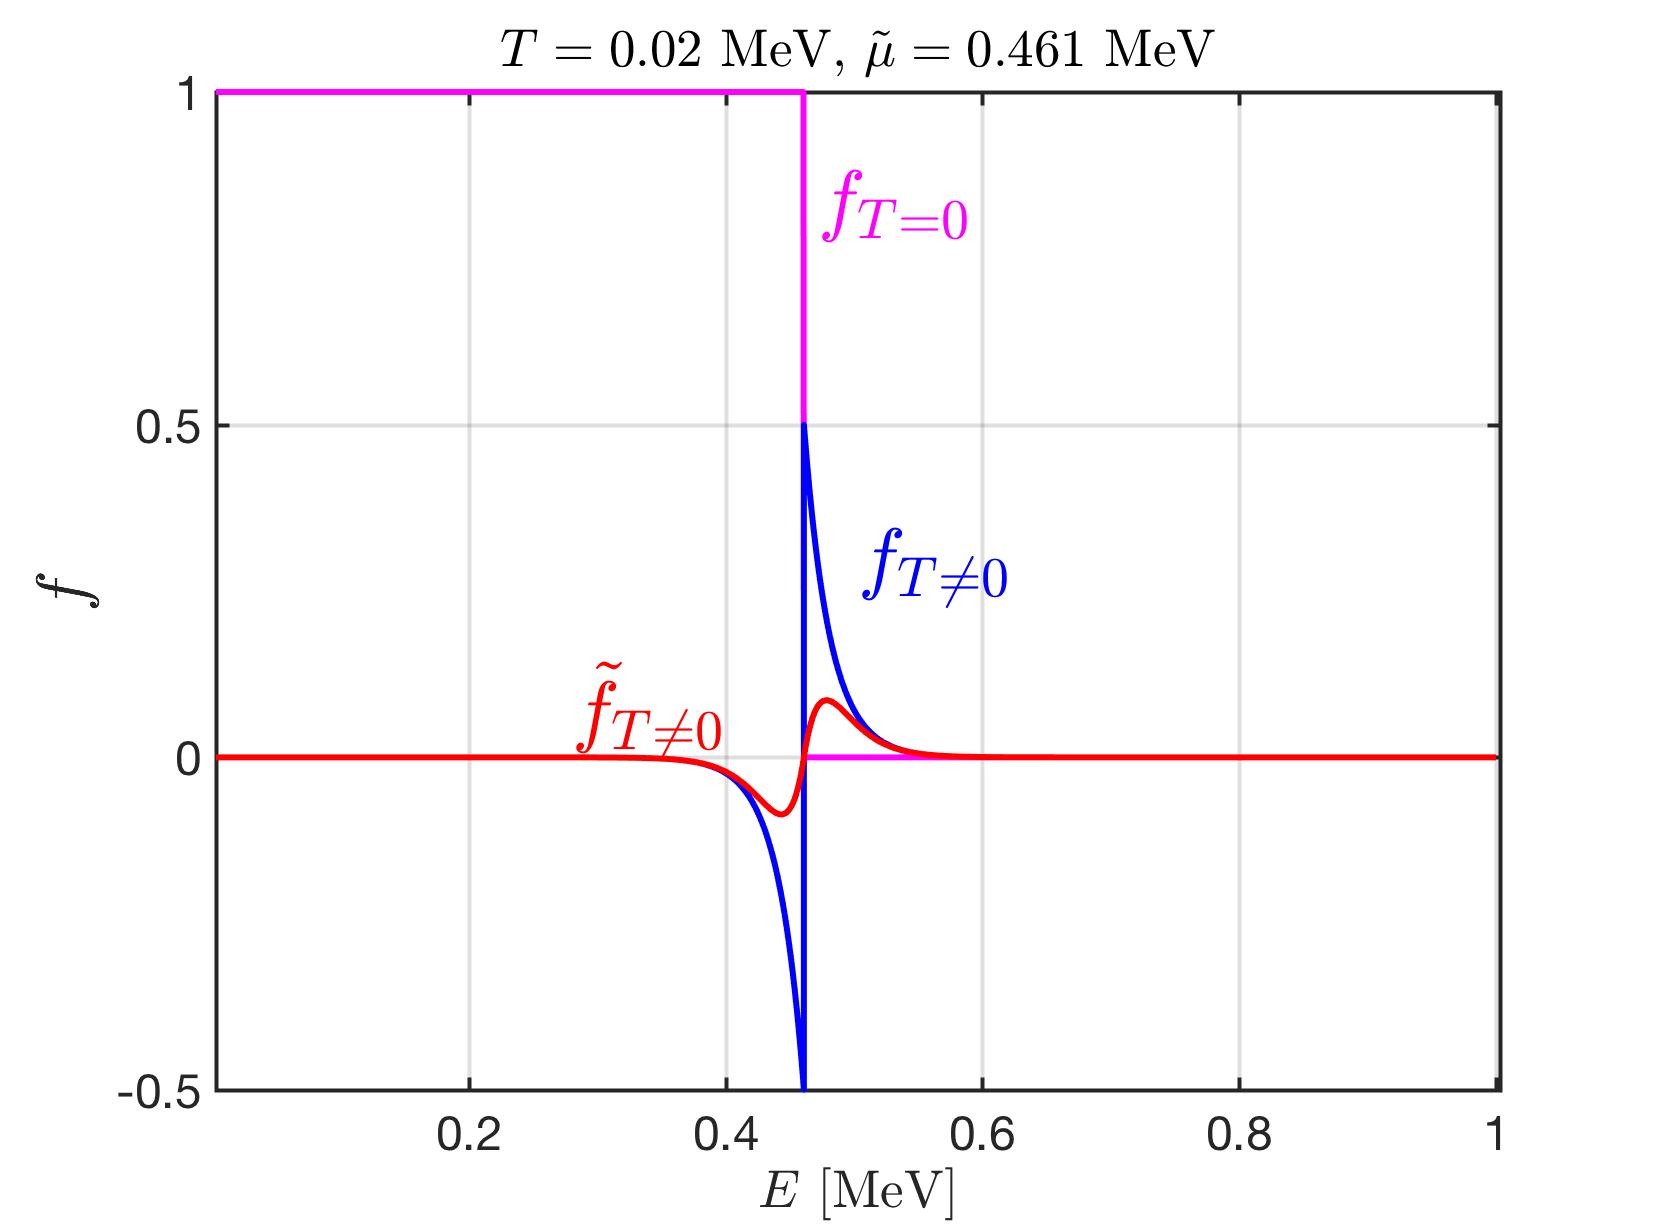 T = 0.02 MeV, μ̃ = 0.461 MeV
1
0.5
0
-0.5
f
f_{T=0}
f_{T≠0}
f̃_{T≠0}
0.2 0.4 0.6 0.8 1
E [MeV]